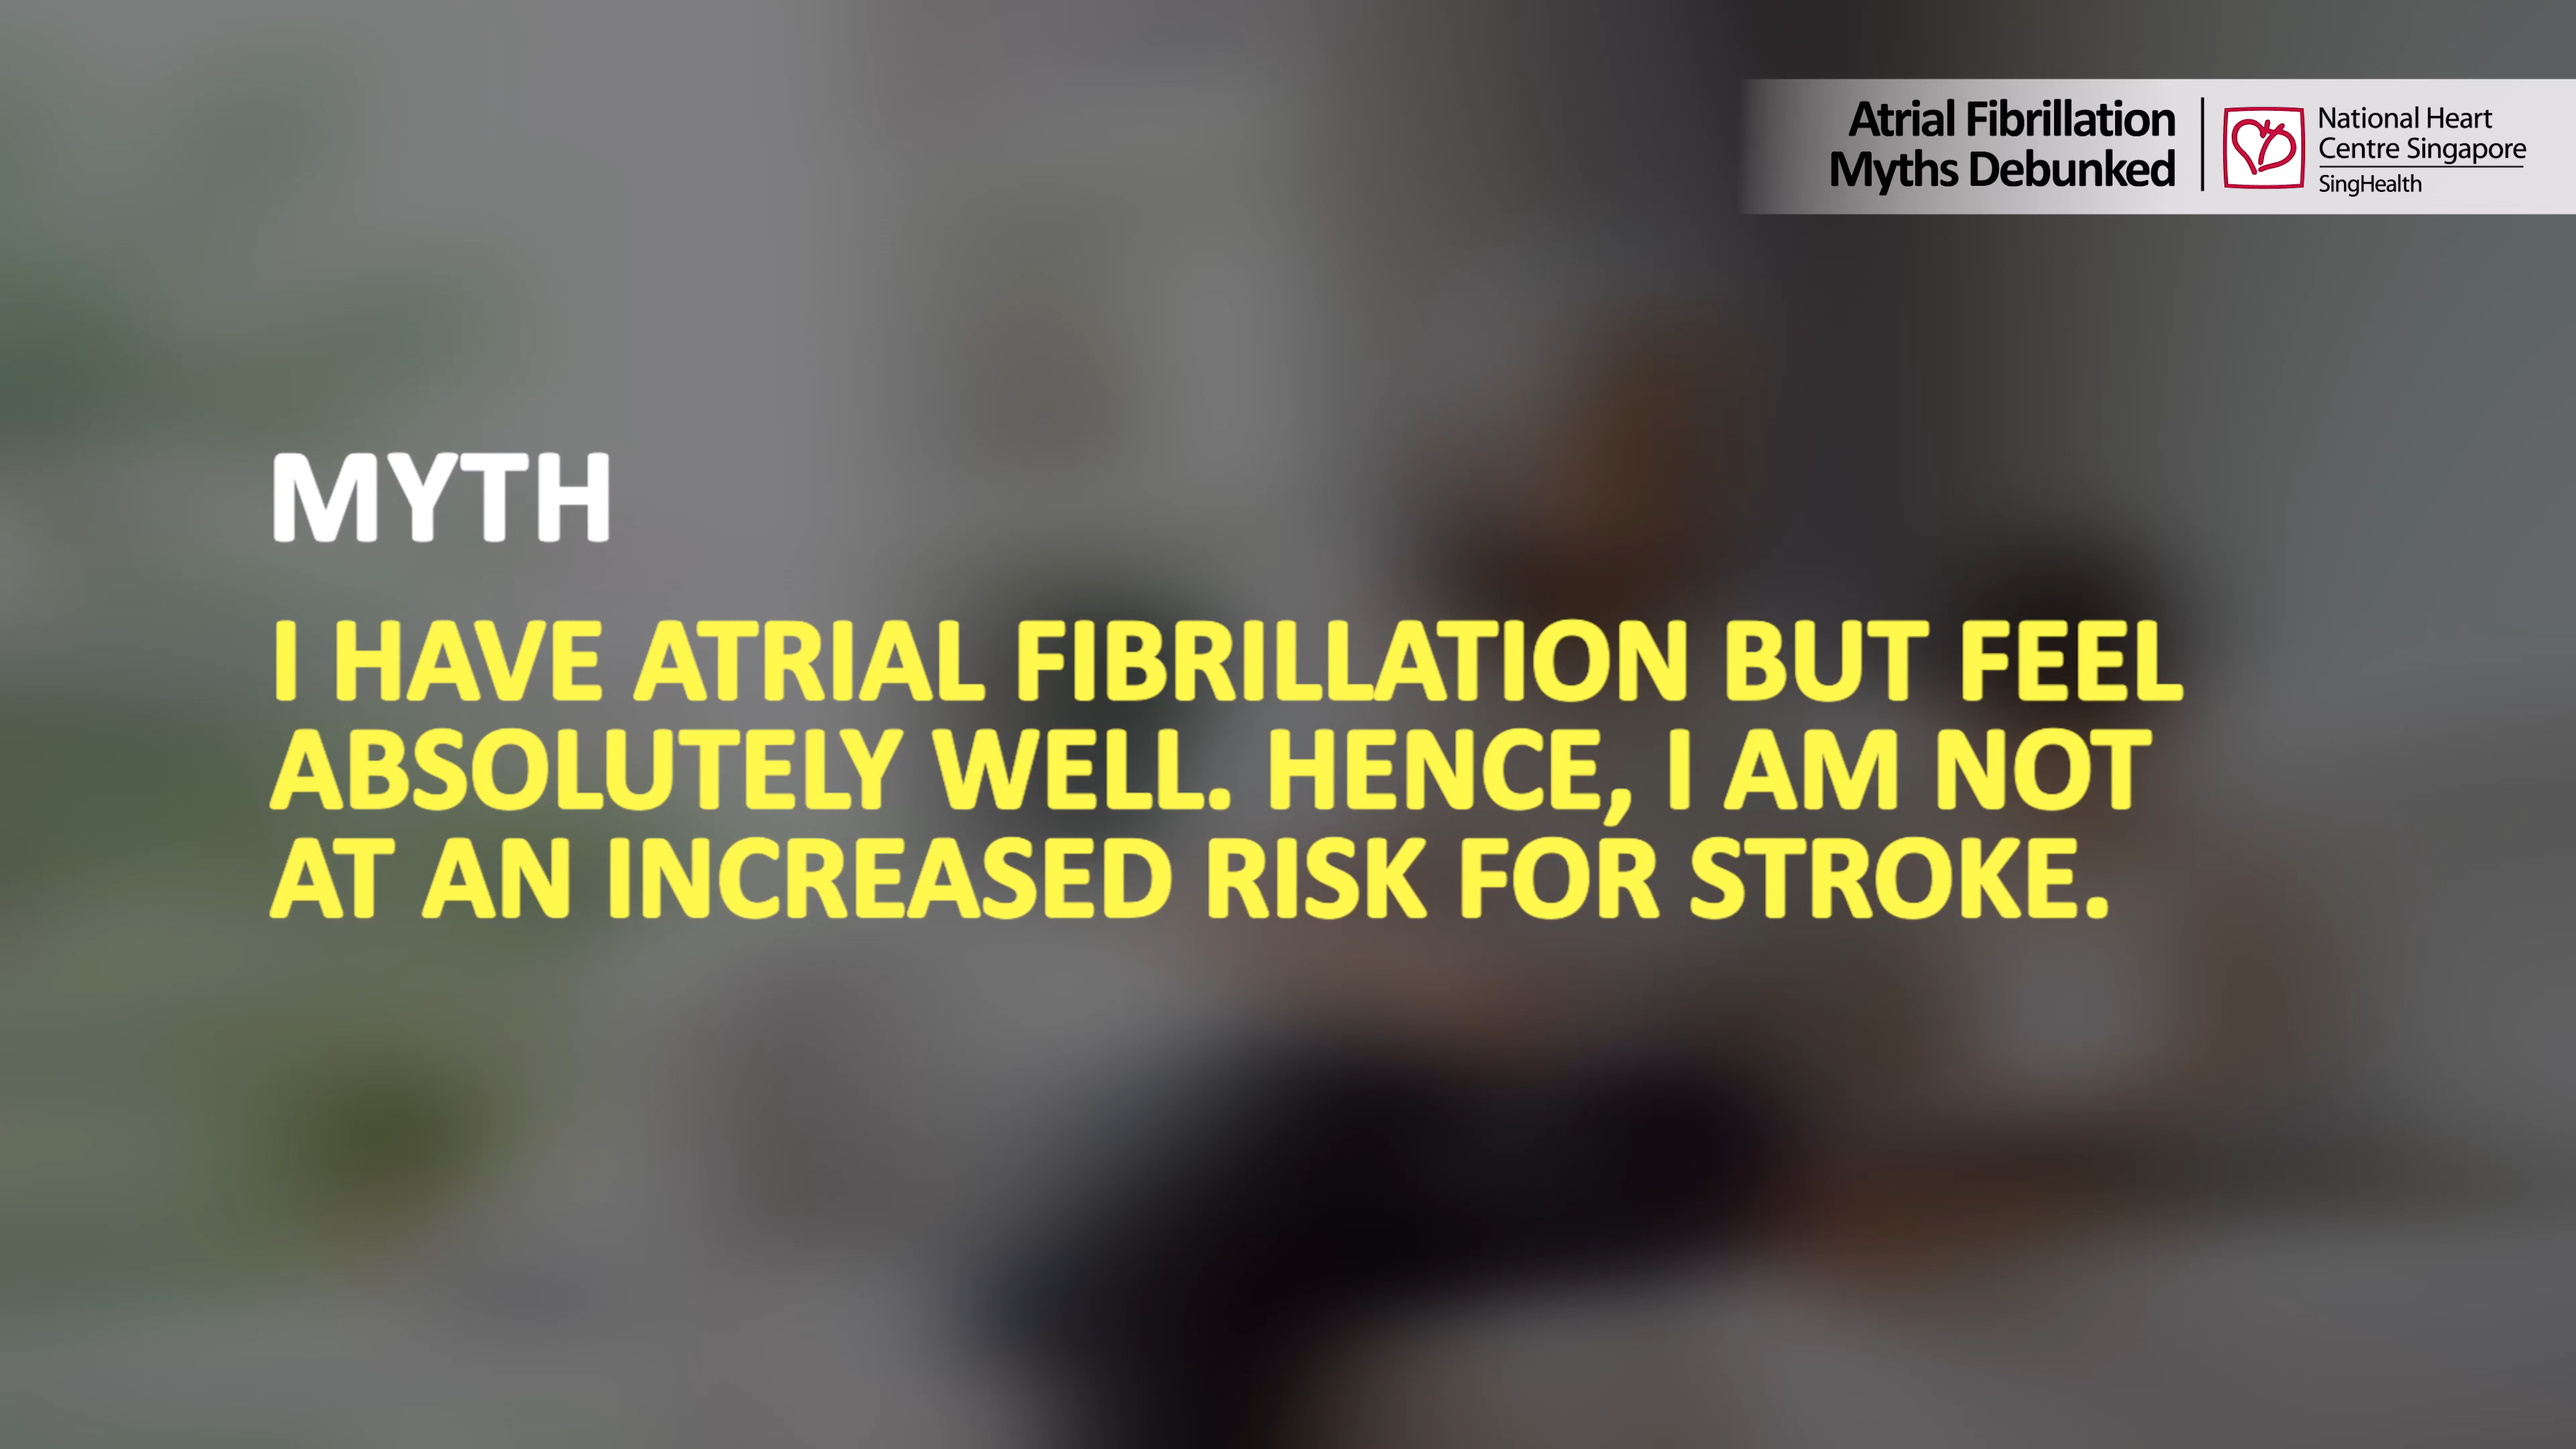 Atrial Fibrillation
Myths Debunked
National Heart
Centre Singapore
SingHealth
MYTH
I HAVE ATRIAL FIBRILLATION BUT FEEL
ABSOLUTELY WELL. HENCE, I AM NOT
AT AN INCREASED RISK FOR STROKE.